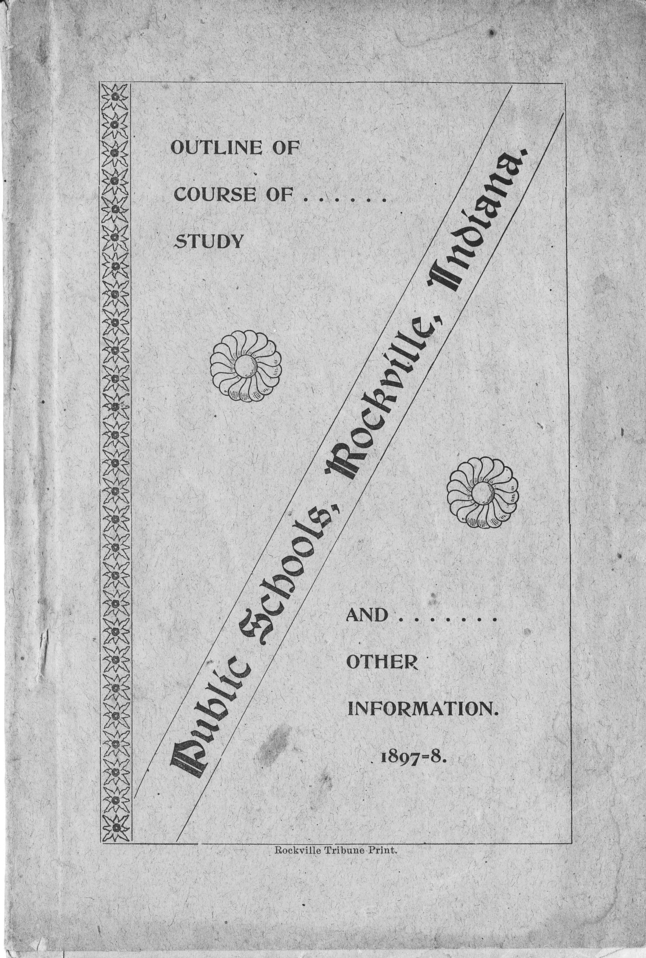 OUTLINE OF
COURSE OF . . . . . .
STUDY
Public Schools, Rockville, Indiana.
AND . . . . . . .
OTHER
INFORMATION.
1897=8.
Rockville Tribune Print.